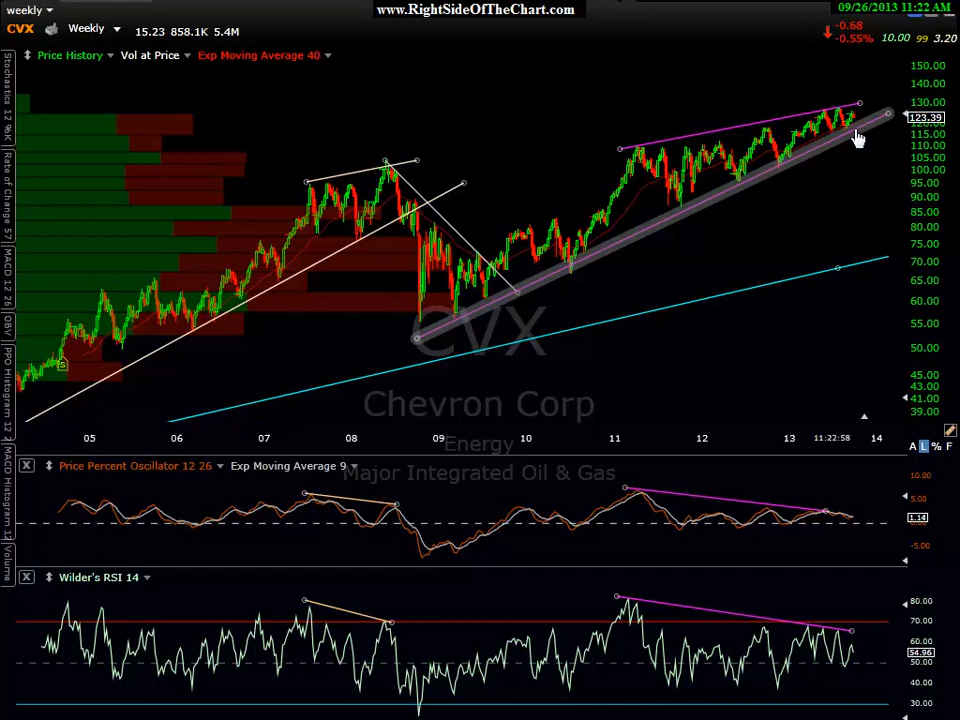 weekly
www.RightSideOfTheChart.com
09/26/2013 11:22 AM
CVX Weekly 15.23 858.1K 5.4M
-0.68
-0.55% 10.00 99 3.20
Price History Vol at Price Exp Moving Average 40
150.00
140.00
130.00
123.39
120.00
115.00
110.00
105.00
100.00
95.00
90.00
85.00
80.00
75.00
70.00
65.00
60.00
55.00
50.00
45.00
43.00
41.00
39.00
Stochastics 12 %K
Rate of Change 57
MACD 12 26
OBV
PPO Histogram 12 2
MACD Histogram 12
Volume
S
CVX
Chevron Corp
Energy
Major Integrated Oil & Gas
05 06 07 08 09 10 11 12 13 11:22:58 14
A L % F
X Price Percent Oscillator 12 26 Exp Moving Average 9
10.00
5.00
1.14
0.00
-5.00
X Wilder's RSI 14
80.00
70.00
60.00
54.96
50.00
40.00
30.00